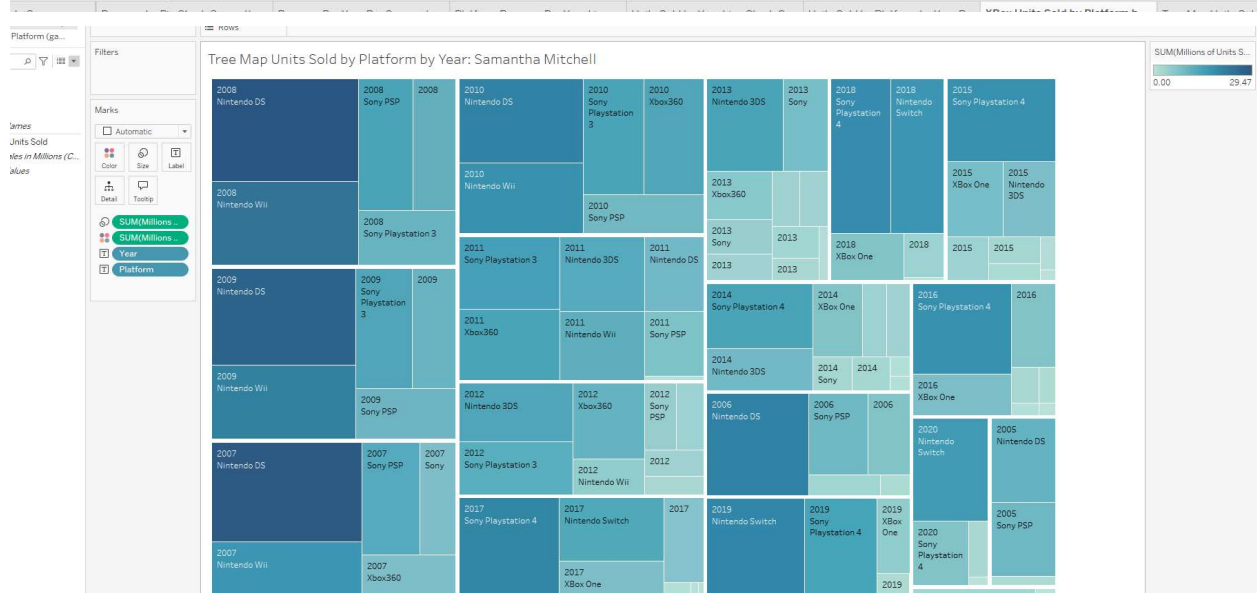 XBox Units Sold by Platform b...
Platform (ga...
Rows
Filters
Marks
Automatic
Color
Size
Label
Detail
Tooltip
SUM(Millions ..
SUM(Millions ..
Year
Platform
Units Sold
Tree Map Units Sold by Platform by Year: Samantha Mitchell
2008
Nintendo DS
2008
Sony PSP
2008
2008
Nintendo Wii
2008
Sony Playstation 3
2009
Nintendo DS
2009
Sony
Playstation
3
2009
2009
Nintendo Wii
2009
Sony PSP
2007
Nintendo DS
2007
Sony PSP
2007
Sony
2007
Nintendo Wii
2007
Xbox360
2010
Nintendo DS
2010
Sony
Playstation
3
2010
Xbox360
2010
Nintendo Wii
2010
Sony PSP
2011
Sony Playstation 3
2011
Nintendo 3DS
2011
Nintendo DS
2011
Xbox360
2011
Nintendo Wii
2011
Sony PSP
2012
Nintendo 3DS
2012
Xbox360
2012
Sony
PSP
2012
Sony Playstation 3
2012
Nintendo Wii
2012
2017
Sony Playstation 4
2017
Nintendo Switch
2017
2017
XBox One
2013
Nintendo 3DS
2013
Sony
2013
Xbox360
2013
Sony
2013
2013
2013
2018
Sony
Playstation
4
2018
Nintendo
Switch
2018
XBox One
2018
2015
Sony Playstation 4
2015
XBox One
2015
Nintendo
3DS
2015
2015
2014
Sony Playstation 4
2014
XBox One
2014
Nintendo 3DS
2014
Sony
2014
2016
Sony Playstation 4
2016
2016
XBox One
2006
Nintendo DS
2006
Sony PSP
2006
2020
Nintendo
Switch
2005
Nintendo DS
2005
Sony PSP
2020
Sony
Playstation
4
2019
Nintendo Switch
2019
Sony
Playstation 4
2019
XBox
One
2019
SUM(Millions of Units S...
0.00
29.47